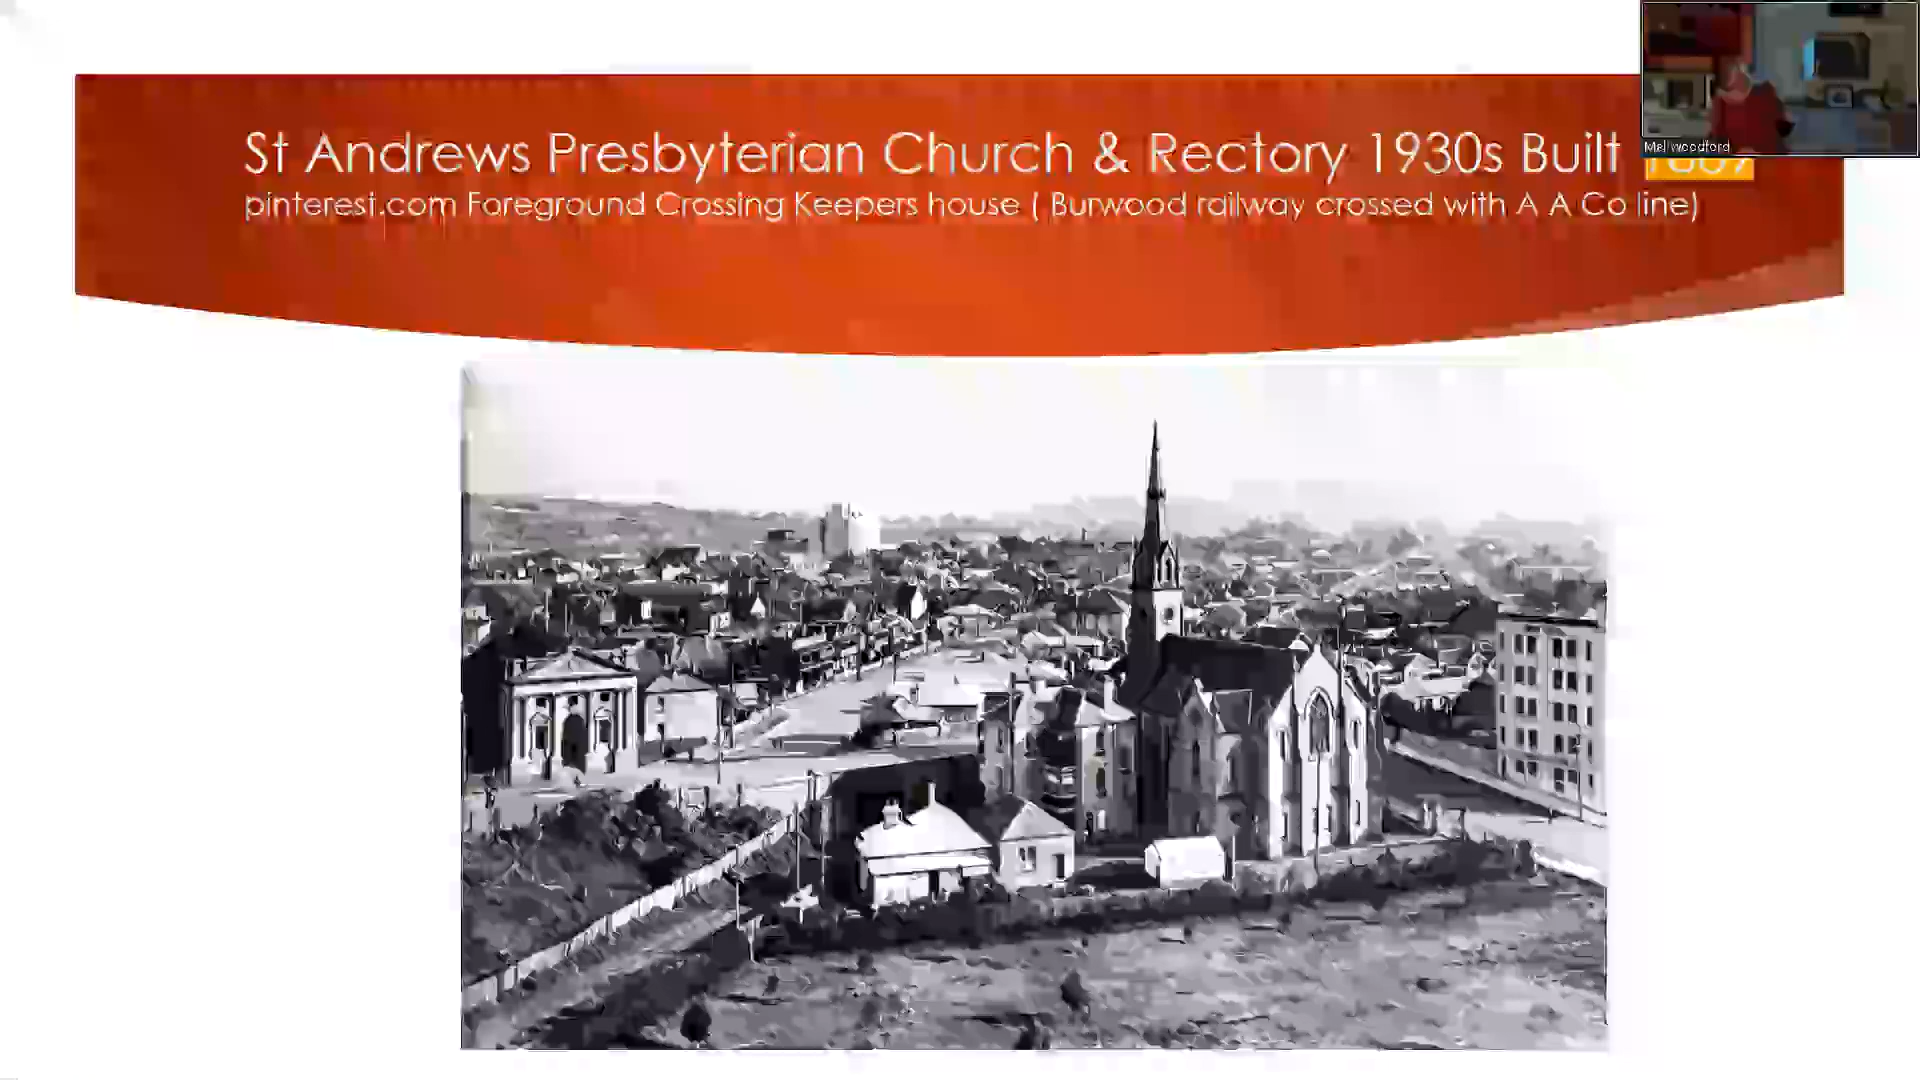 St Andrews Presbyterian Church & Rectory 1930s Built
pinterest.com Foreground Crossing Keepers house ( Burwood railway crossed with A A Co line)
Mal woodford